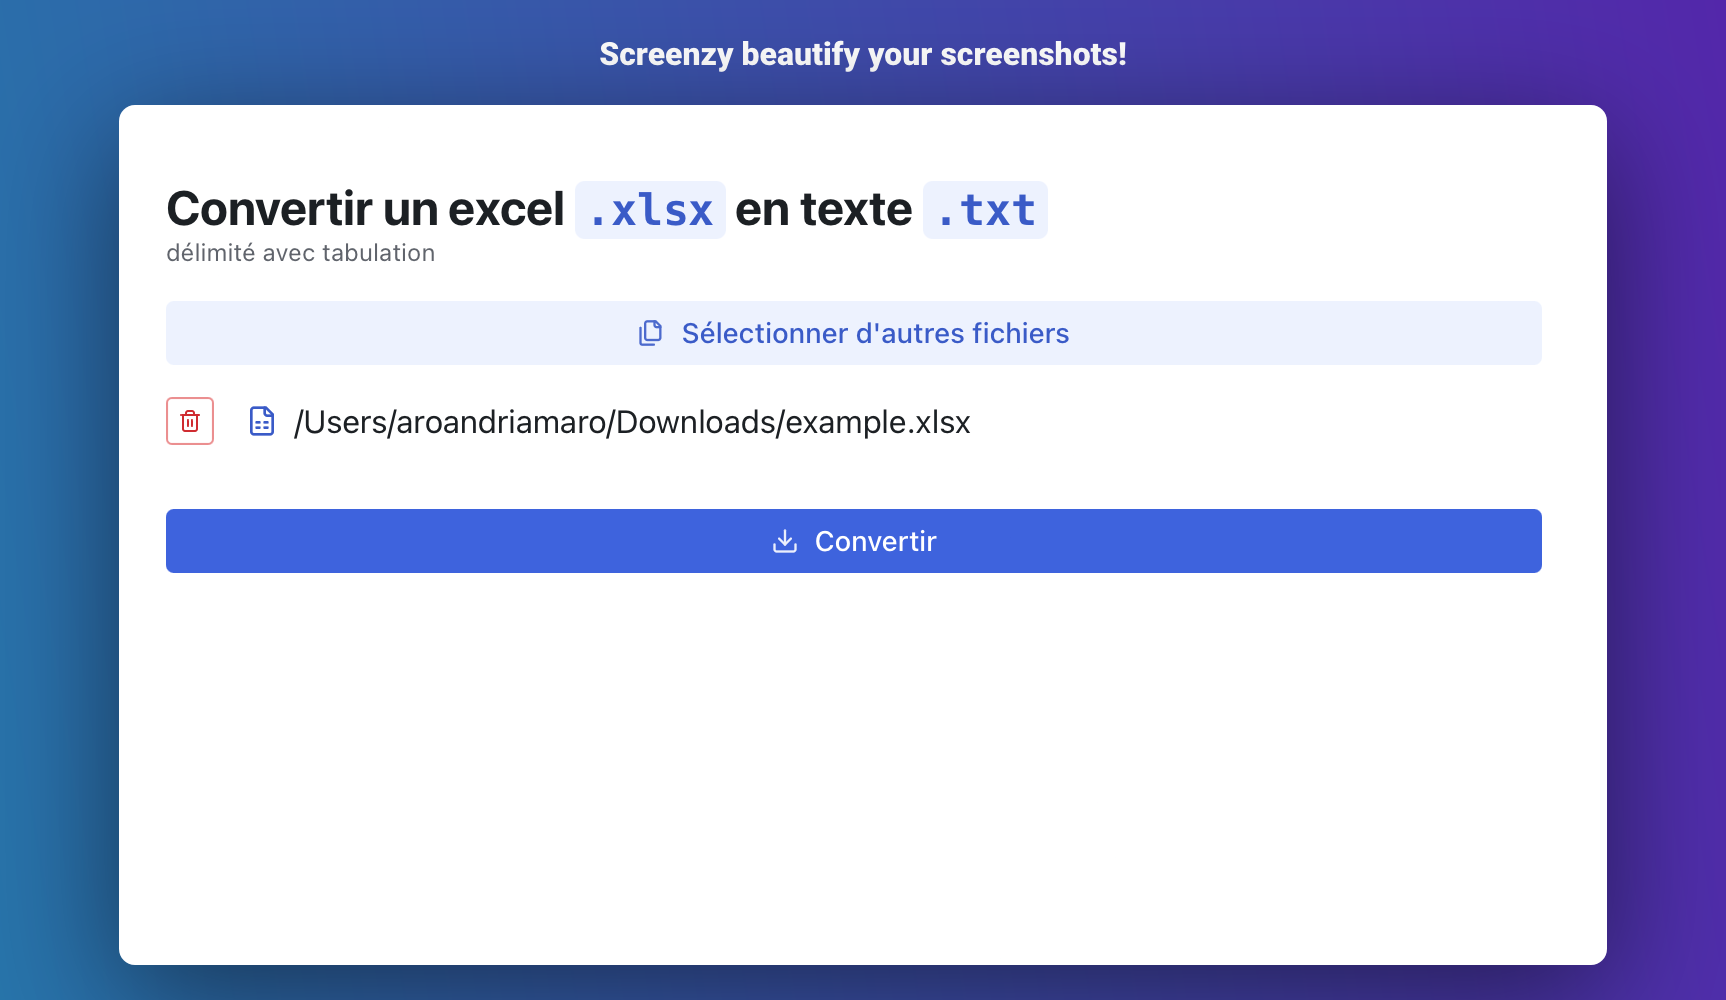 Screenzy beautify your screenshots!
Convertir un excel .xlsx en texte .txt
délimité avec tabulation
Sélectionner d'autres fichiers
/Users/aroandriamaro/Downloads/example.xlsx
Convertir